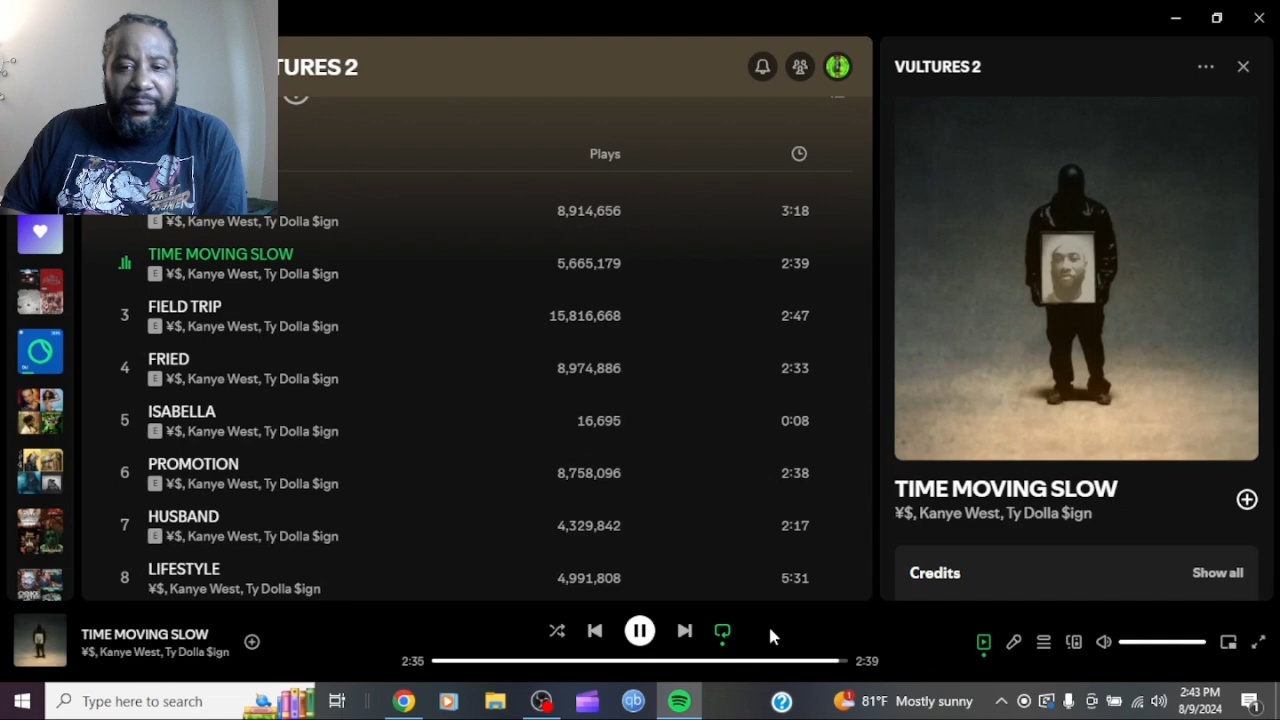 TURES 2
Plays
E ¥$, Kanye West, Ty Dolla $ign
8,914,656
3:18
TIME MOVING SLOW
E ¥$, Kanye West, Ty Dolla $ign
5,665,179
2:39
3
FIELD TRIP
E ¥$, Kanye West, Ty Dolla $ign
15,816,668
2:47
4
FRIED
E ¥$, Kanye West, Ty Dolla $ign
8,974,886
2:33
5
ISABELLA
E ¥$, Kanye West, Ty Dolla $ign
16,695
0:08
6
PROMOTION
E ¥$, Kanye West, Ty Dolla $ign
8,758,096
2:38
7
HUSBAND
E ¥$, Kanye West, Ty Dolla $ign
4,329,842
2:17
8
LIFESTYLE
¥$, Kanye West, Ty Dolla $ign
4,991,808
5:31
VULTURES 2
TIME MOVING SLOW
¥$, Kanye West, Ty Dolla $ign
Credits
Show all
TIME MOVING SLOW
¥$, Kanye West, Ty Dolla $ign
2:35
2:39
STREET FIGHTER
Type here to search
qb
81°F Mostly sunny
2:43 PM
8/9/2024
1